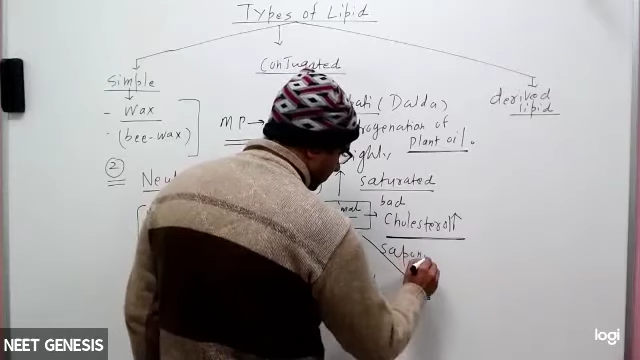 Types of Lipid
Simple
Conjugated
derived lipid
- Wax
(bee-wax)
MP →
(Dalda)
of
plant oil.
②
saturated
bad
Cholesterol↑
NEET GENESIS
logi